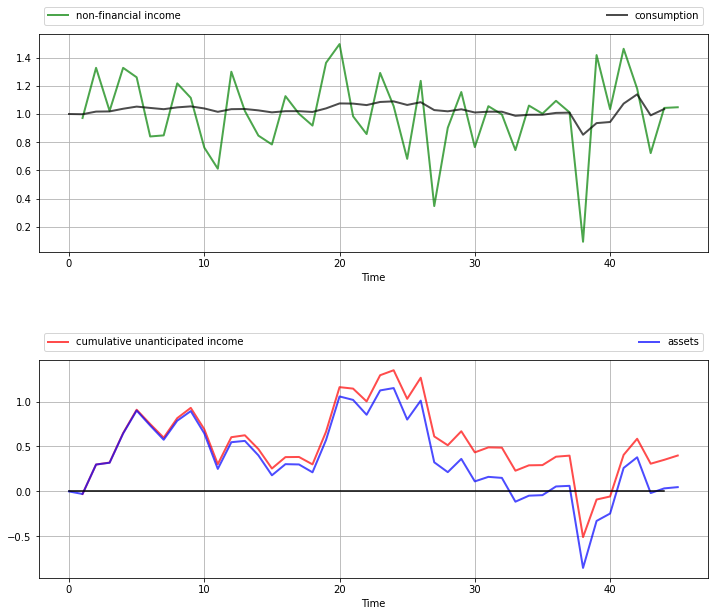 non-financial income consumption
1.4
1.2
1.0
0.8
0.6
0.4
0.2
0 10 20 30 40
Time
cumulative unanticipated income assets
1.0
0.5
0.0
−0.5
0 10 20 30 40
Time